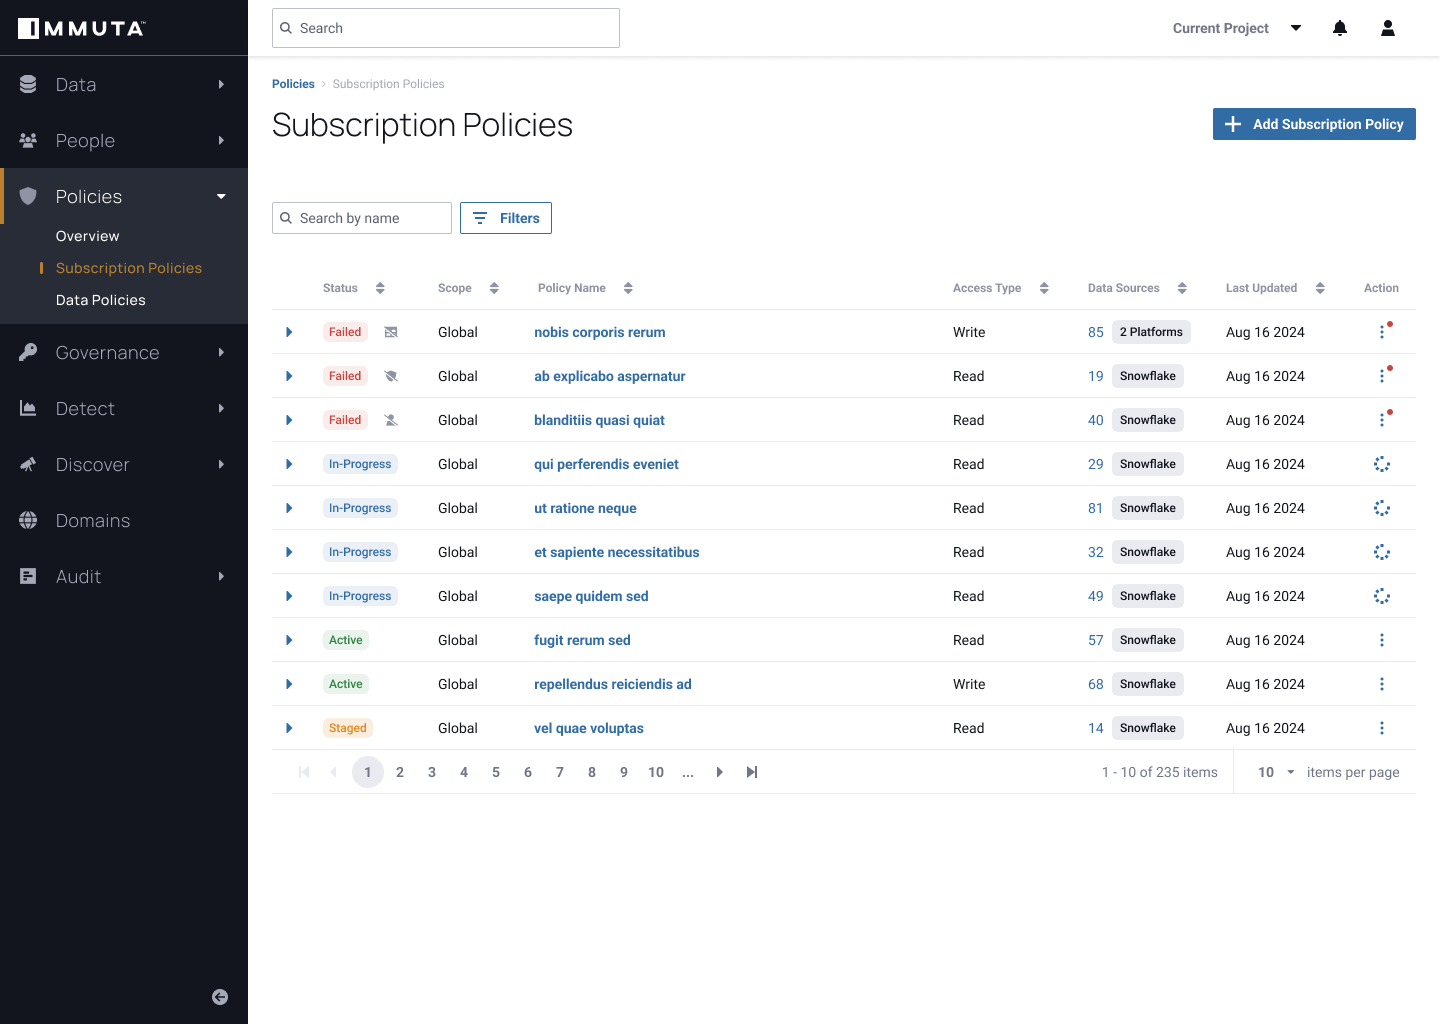 IMMUTA™
Search
Current Project
Data
People
Policies
Overview
Subscription Policies
Data Policies
Governance
Detect
Discover
Domains
Audit
Policies Subscription Policies
Subscription Policies
Add Subscription Policy
Search by name
Filters
Status Scope Policy Name Access Type Data Sources Last Updated Action
Failed Global nobis corporis rerum Write 85 2 Platforms Aug 16 2024
Failed Global ab explicabo aspernatur Read 19 Snowflake Aug 16 2024
Failed Global blanditiis quasi quiat Read 40 Snowflake Aug 16 2024
In-Progress Global qui perferendis eveniet Read 29 Snowflake Aug 16 2024
In-Progress Global ut ratione neque Read 81 Snowflake Aug 16 2024
In-Progress Global et sapiente necessitatibus Read 32 Snowflake Aug 16 2024
In-Progress Global saepe quidem sed Read 49 Snowflake Aug 16 2024
Active Global fugit rerum sed Read 57 Snowflake Aug 16 2024
Active Global repellendus reiciendis ad Write 68 Snowflake Aug 16 2024
Staged Global vel quae voluptas Read 14 Snowflake Aug 16 2024
1 2 3 4 5 6 7 8 9 10 ... 1 - 10 of 235 items 10 items per page